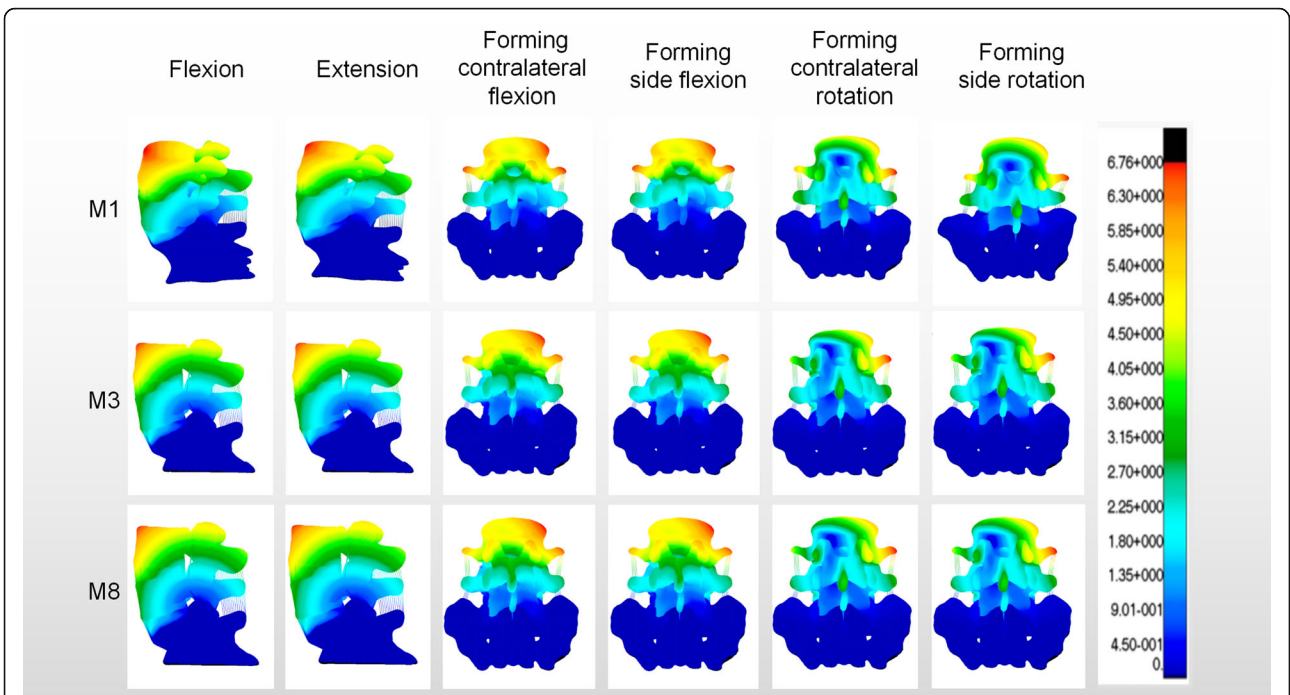 Flexion
Extension
Forming
contralateral
flexion
Forming
side flexion
Forming
contralateral
rotation
Forming
side rotation
M1
M3
M8
6.76+000
6.30+000
5.85+000
5.40+000
4.95+000
4.50+000
4.05+000
3.60+000
3.15+000
2.70+000
2.25+000
1.80+000
1.35+000
9.01-001
4.50-001
0.